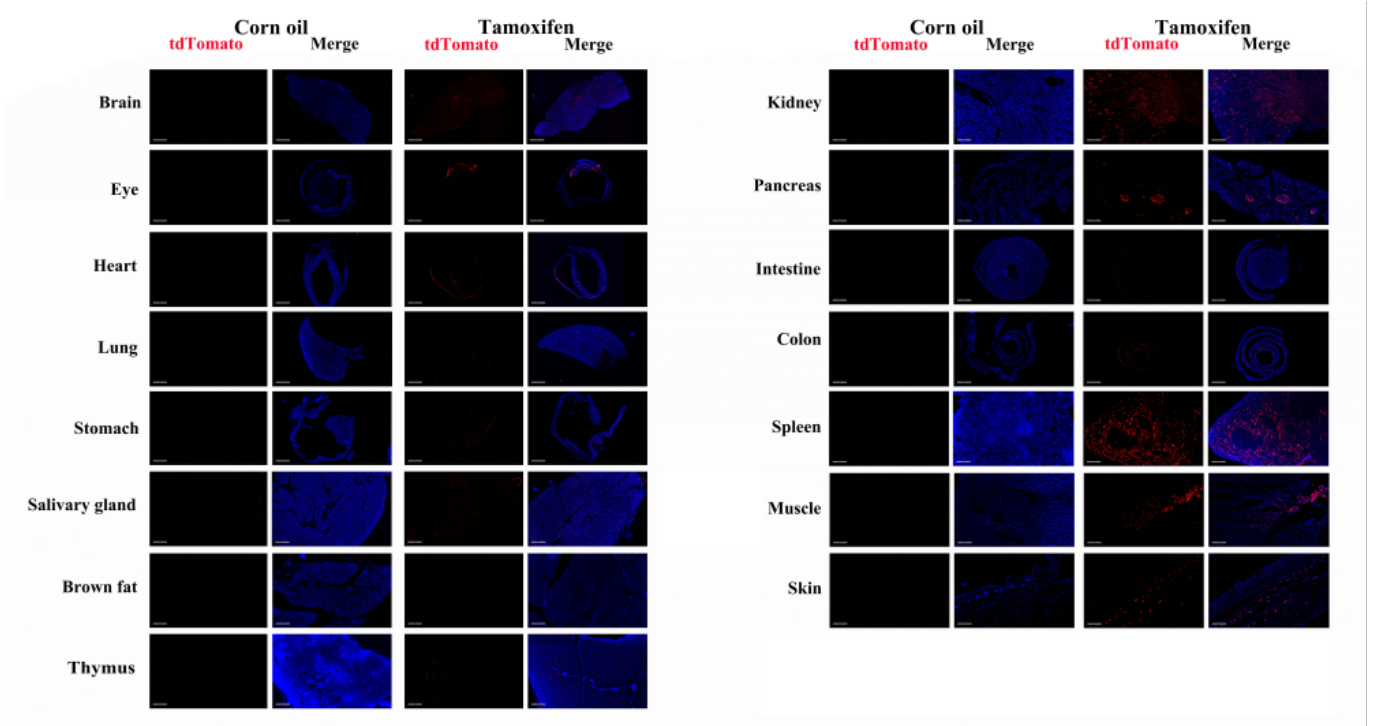 Corn oil Tamoxifen
tdTomato Merge tdTomato Merge
Brain
Eye
Heart
Lung
Stomach
Salivary gland
Brown fat
Thymus
Corn oil Tamoxifen
tdTomato Merge tdTomato Merge
Kidney
Pancreas
Intestine
Colon
Spleen
Muscle
Skin